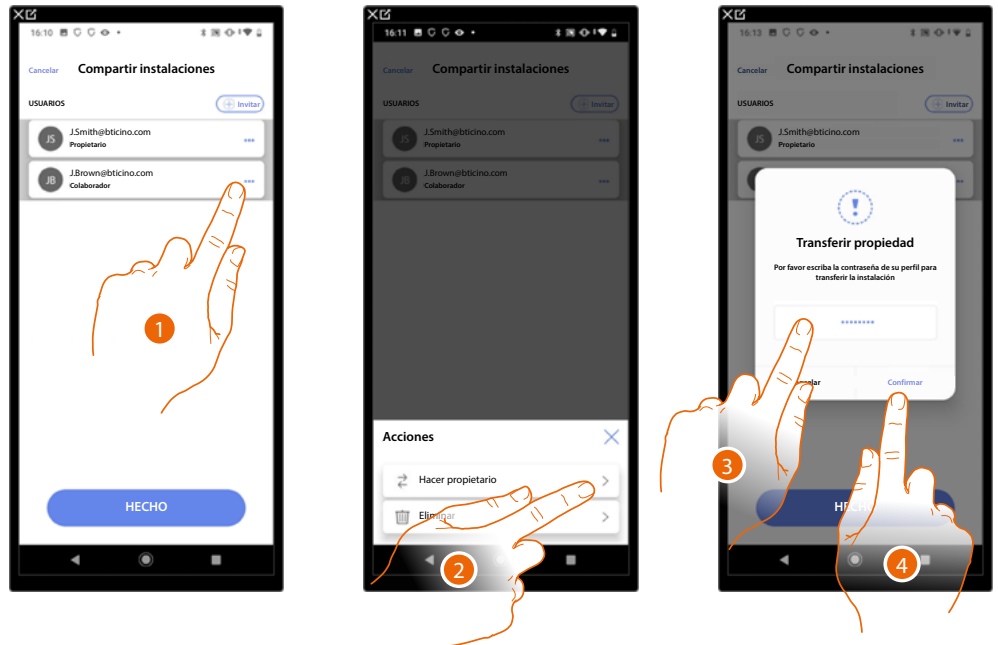 16:10
Cancelar Compartir instalaciones
USUARIOS
Invitar
JS J.Smith@bticino.com
Propietario
JB J.Brown@bticino.com
Colaborador
1
HECHO
16:11
Cancelar Compartir instalaciones
USUARIOS
Invitar
JS J.Smith@bticino.com
Propietario
JB J.Brown@bticino.com
Colaborador
Acciones
Hacer propietario
Eliminar
2
16:13
Cancelar Compartir instalaciones
USUARIOS
Invitar
JS J.Smith@bticino.com
Propietario
!
Transferir propiedad
Por favor escriba la contraseña de su perfil para
transferir la instalación
********
Confirmar
3
4